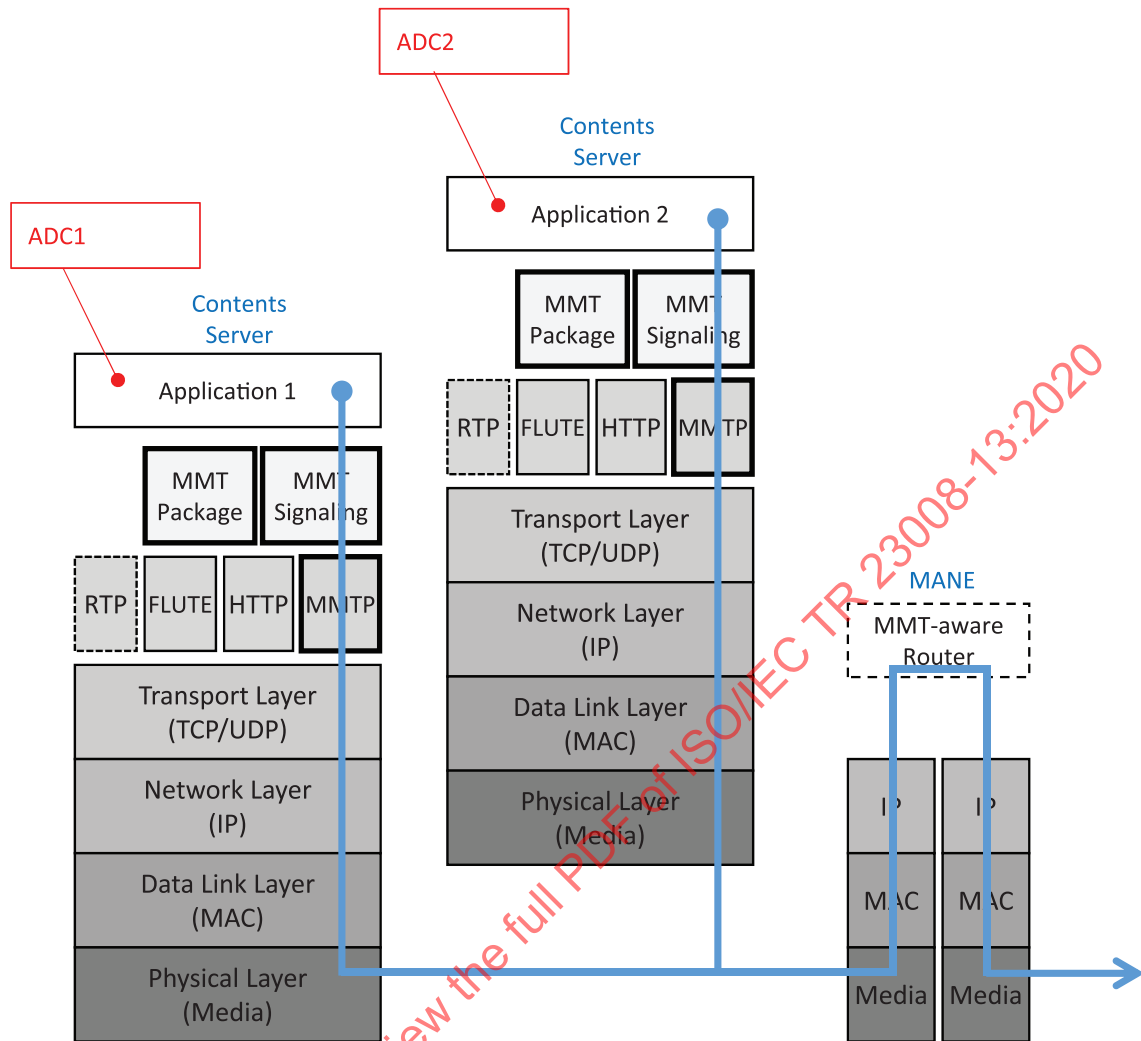 ADC2
Contents
Server
Application 2
MMT
Package
MMT
Signaling
RTP
FLUTE
HTTP
MMTP
Transport Layer
(TCP/UDP)
Network Layer
(IP)
Data Link Layer
(MAC)
Physical Layer
(Media)
ADC1
Contents
Server
Application 1
MMT
Package
MMT
Signaling
RTP
FLUTE
HTTP
MMTP
Transport Layer
(TCP/UDP)
Network Layer
(IP)
Data Link Layer
(MAC)
Physical Layer
(Media)
MANE
MMT-aware
Router
IP
IP
MAC
MAC
Media
Media
view the full PDF of ISO/IEC TR 23008-13:2020